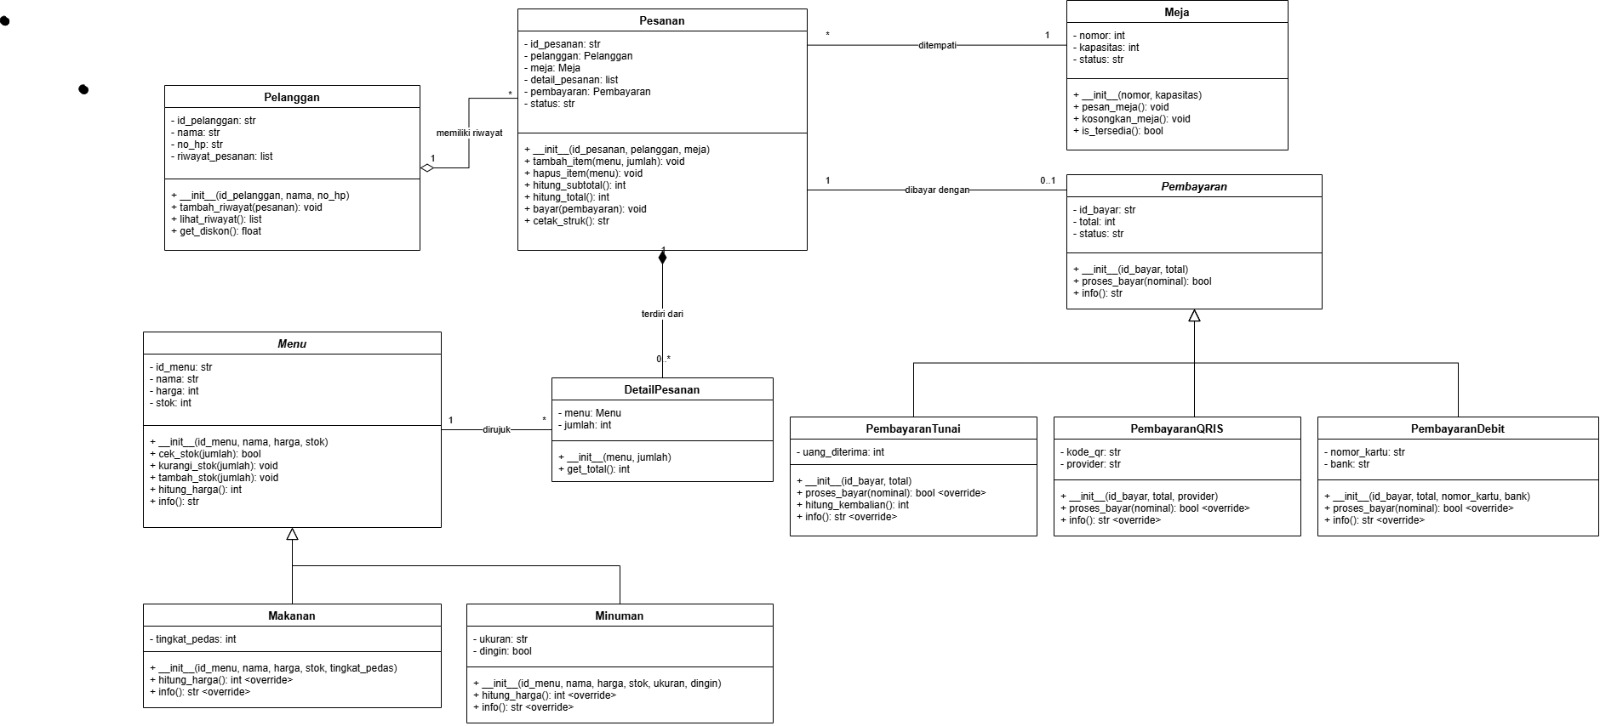 Pesanan
- id_pesanan: str
- pelanggan: Pelanggan
- meja: Meja
- detail_pesanan: list
- pembayaran: Pembayaran
- status: str
+ __init__(id_pesanan, pelanggan, meja)
+ tambah_item(menu, jumlah): void
+ hapus_item(menu): void
+ hitung_subtotal(): int
+ hitung_total(): int
+ bayar(pembayaran): void
+ cetak_struk(): str
*
ditempati
1
Meja
- nomor: int
- kapasitas: int
- status: str
+ __init__(nomor, kapasitas)
+ pesan_meja(): void
+ kosongkan_meja(): void
+ is_tersedia(): bool
Pelanggan
- id_pelanggan: str
- nama: str
- no_hp: str
- riwayat_pesanan: list
+ __init__(id_pelanggan, nama, no_hp)
+ tambah_riwayat(pesanan): void
+ lihat_riwayat(): list
+ get_diskon(): float
*
memiliki riwayat
1
1
dibayar dengan
0..1
Pembayaran
- id_bayar: str
- total: int
- status: str
+ __init__(id_bayar, total)
+ proses_bayar(nominal): bool
+ info(): str
1
terdiri dari
0..*
Menu
- id_menu: str
- nama: str
- harga: int
- stok: int
+ __init__(id_menu, nama, harga, stok)
+ cek_stok(jumlah): bool
+ kurangi_stok(jumlah): void
+ tambah_stok(jumlah): void
+ hitung_harga(): int
+ info(): str
1
dirujuk
*
DetailPesanan
- menu: Menu
- jumlah: int
+ __init__(menu, jumlah)
+ get_total(): int
PembayaranTunai
- uang_diterima: int
+ __init__(id_bayar, total)
+ proses_bayar(nominal): bool <override>
+ hitung_kembalian(): int
+ info(): str <override>
PembayaranQRIS
- kode_qr: str
- provider: str
+ __init__(id_bayar, total, provider)
+ proses_bayar(nominal): bool <override>
+ info(): str <override>
PembayaranDebit
- nomor_kartu: str
- bank: str
+ __init__(id_bayar, total, nomor_kartu, bank)
+ proses_bayar(nominal): bool <override>
+ info(): str <override>
Makanan
- tingkat_pedas: int
+ __init__(id_menu, nama, harga, stok, tingkat_pedas)
+ hitung_harga(): int <override>
+ info(): str <override>
Minuman
- ukuran: str
- dingin: bool
+ __init__(id_menu, nama, harga, stok, ukuran, dingin)
+ hitung_harga(): int <override>
+ info(): str <override>